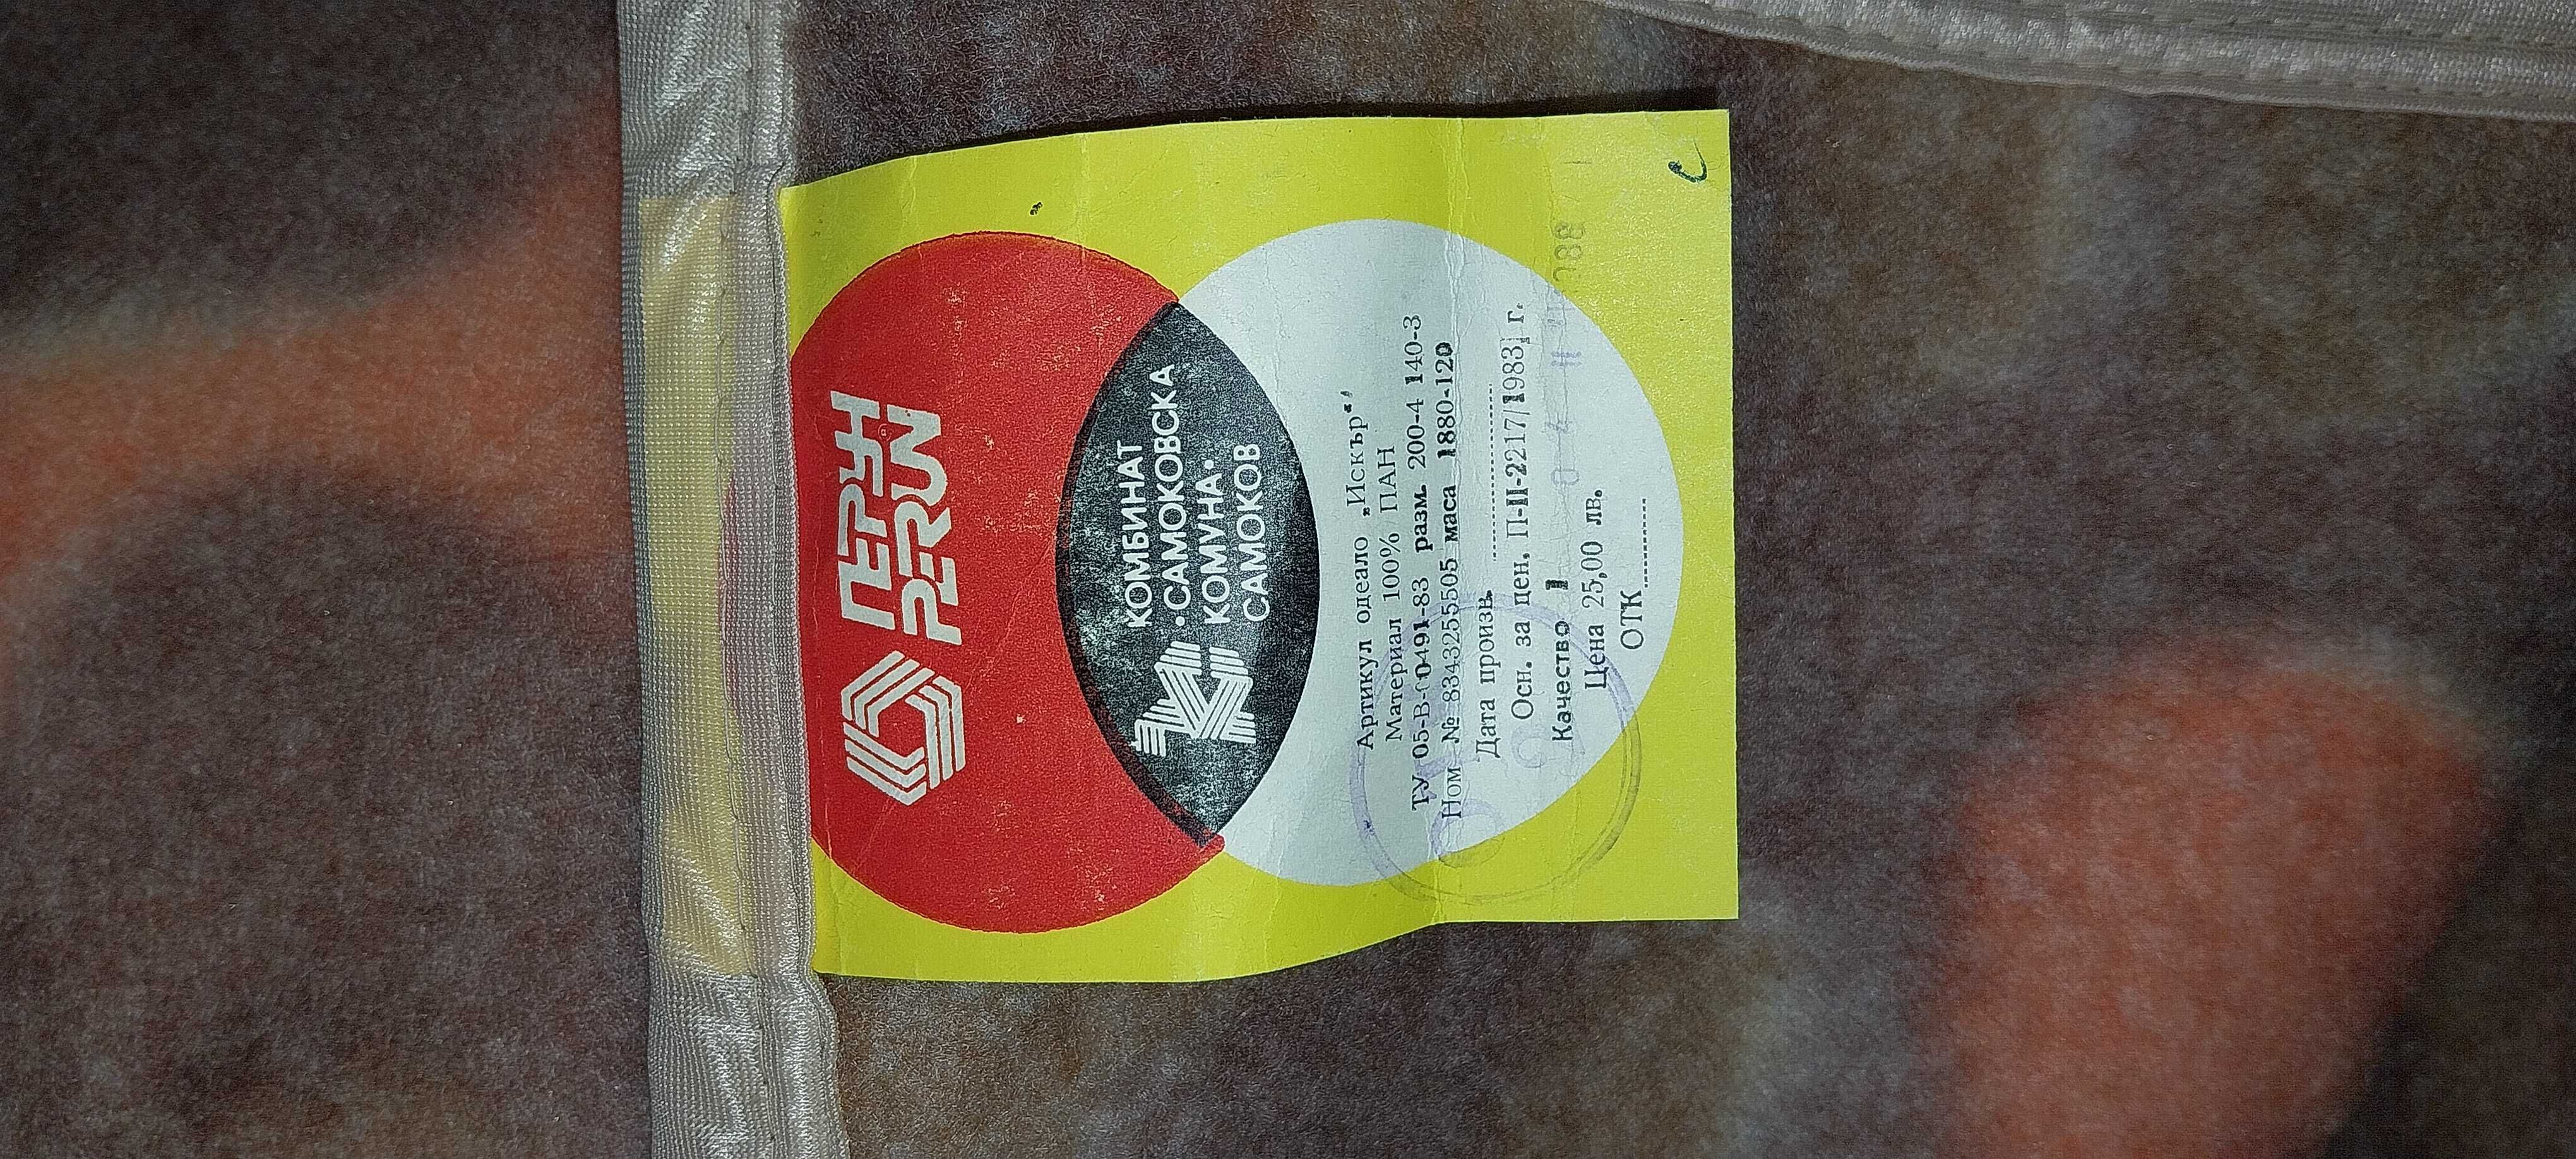 ПЕРУН
PERUN
КОМБИНАТ
·САМОКОВСКА
КОМУНА·
САМОКОВ
Артикул одеало „Искър“
Материал 100% ПАН
ТУ 05-В-00491-83 разм. 200-4 140-3
Ном № 8343255505 маса 1880-120
Дата произв.
Осн. за цен. П-II-2217/1983 г.
Качество 1
Цена 25,00 лв.
ОТК